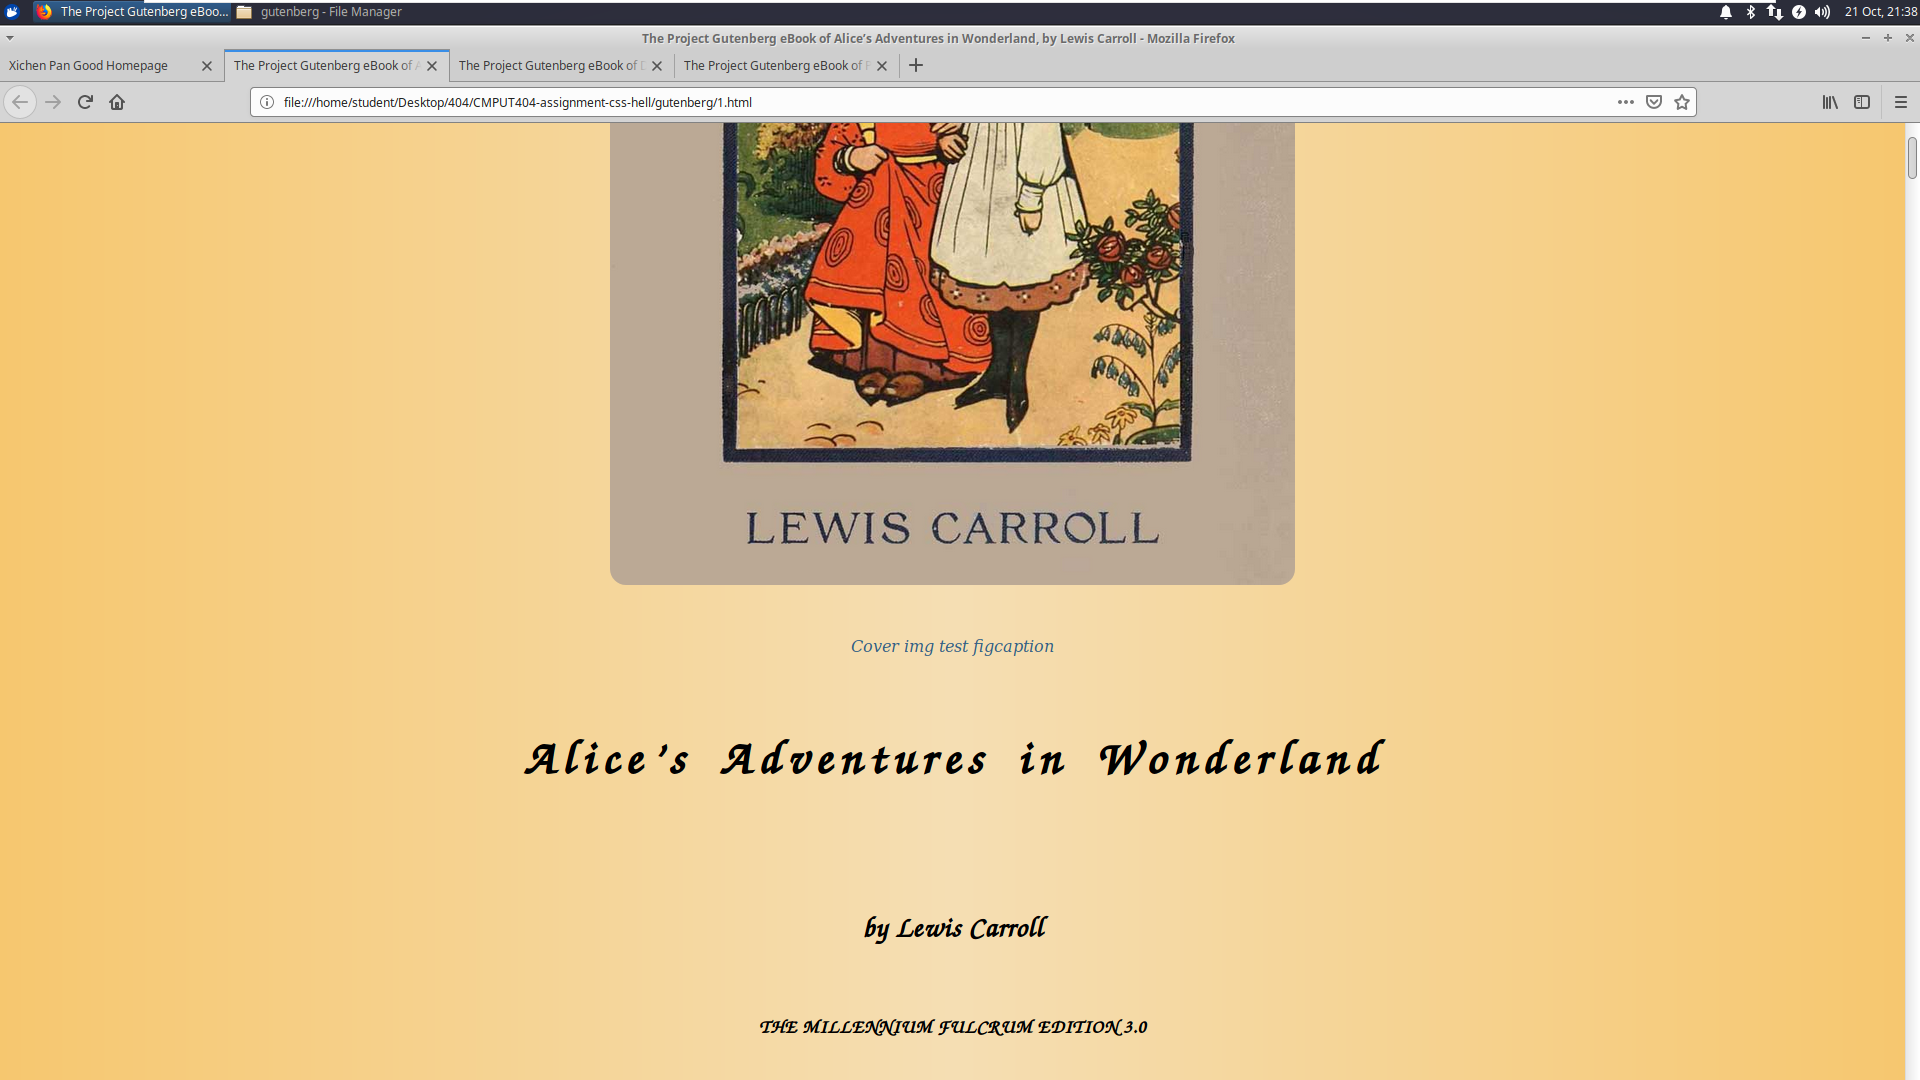 The Project Gutenberg eBoo...
gutenberg - File Manager
21 Oct, 21:38
The Project Gutenberg eBook of Alice's Adventures in Wonderland, by Lewis Carroll - Mozilla Firefox
Xichen Pan Good Homepage
The Project Gutenberg eBook of A
The Project Gutenberg eBook of
The Project Gutenberg eBook of
file:///home/student/Desktop/404/CMPUT404-assignment-css-hell/gutenberg/1.html
LEWIS CARROLL
Cover img test figcaption
Alice’s Adventures in Wonderland
by Lewis Carroll
THE MILLENNIUM FULCRUM EDITION 3.0